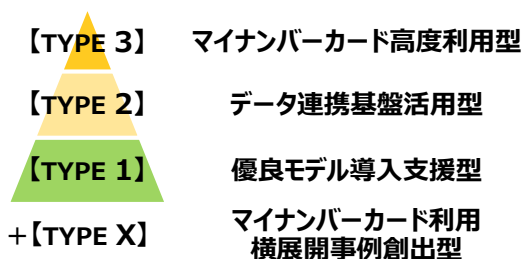 【TYPE 3】 マイナンバーカード高度利用型
【TYPE 2】 データ連携基盤活用型
【TYPE 1】 優良モデル導入支援型
+【TYPE X】 マイナンバーカード利用
横展開事例創出型